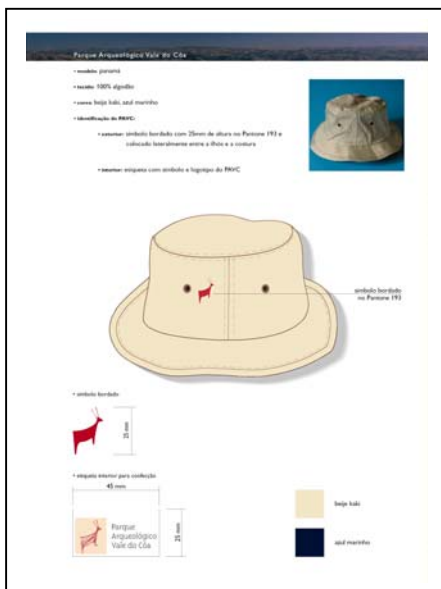 Parque Arqueológico Vale do Côa
• modelo: panamá
• tecido: 100% algodão
• cores: beije kaki, azul marinho
• identificação do PAVC:
• exterior: símbolo bordado com 25mm de altura no Pantone 193 e
colocado lateralmente entre a ilhós e a costura
• interior: etiqueta com símbolo e logotipo do PAVC
símbolo bordado
no Pantone 193
• símbolo bordado
25 mm
• etiqueta interior para confecção
45 mm
Parque
Arqueológico
Vale do Côa
25 mm
beije kaki
azul marinho